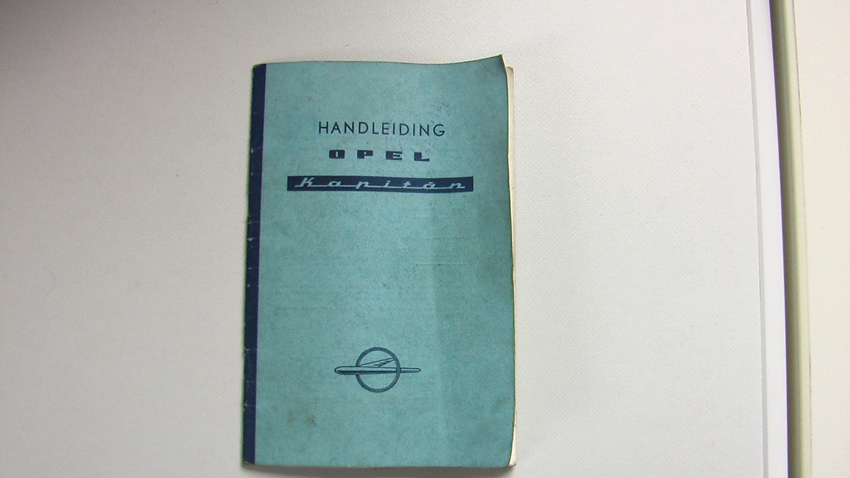 HANDLEIDING
OPEL
Kapitän